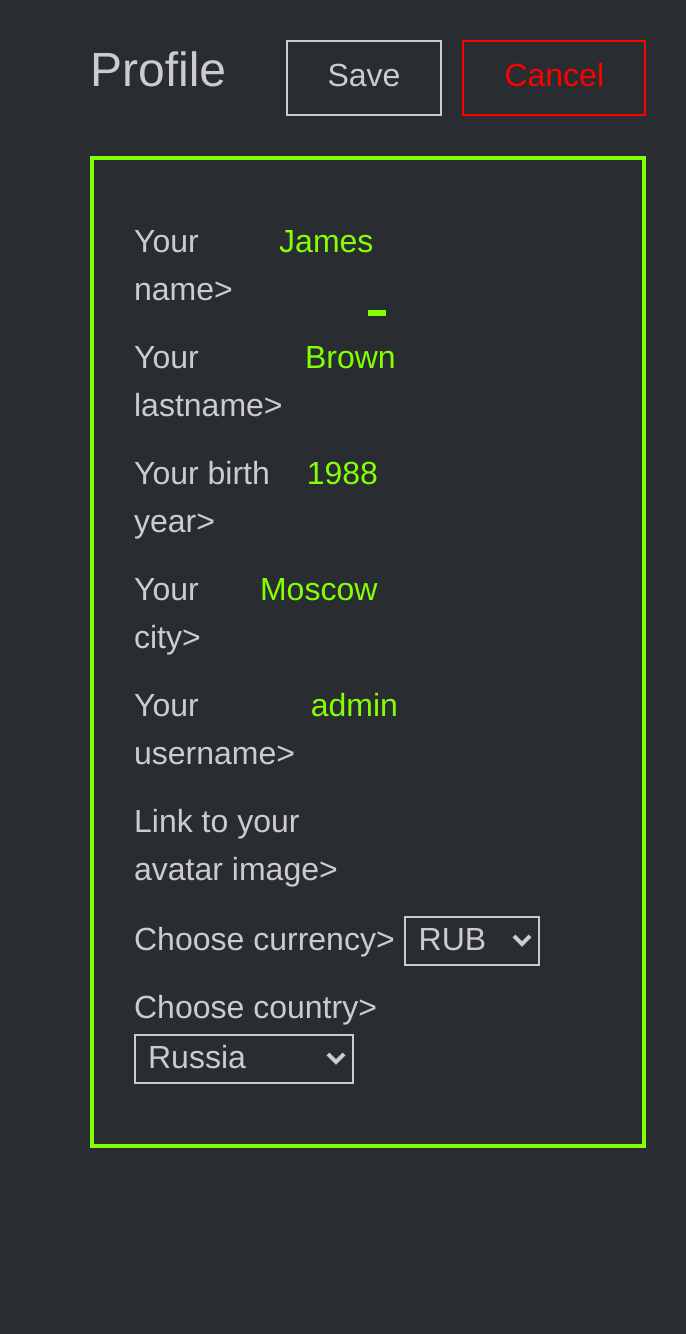 Profile Save Cancel
Your James
name>
Your Brown
lastname>
Your birth 1988
year>
Your Moscow
city>
Your admin
username>
Link to your
avatar image>
Choose currency> RUB
Choose country>
Russia